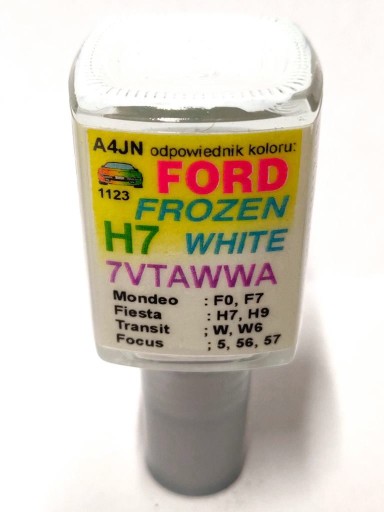 A4JN odpowiednik koloru:
FORD
1123
FROZEN
H7 WHITE
7VTAWWA
Mondeo : F0, F7
Fiesta : H7, H9
Transit ; W, W6
Focus ; 5, 56, 57